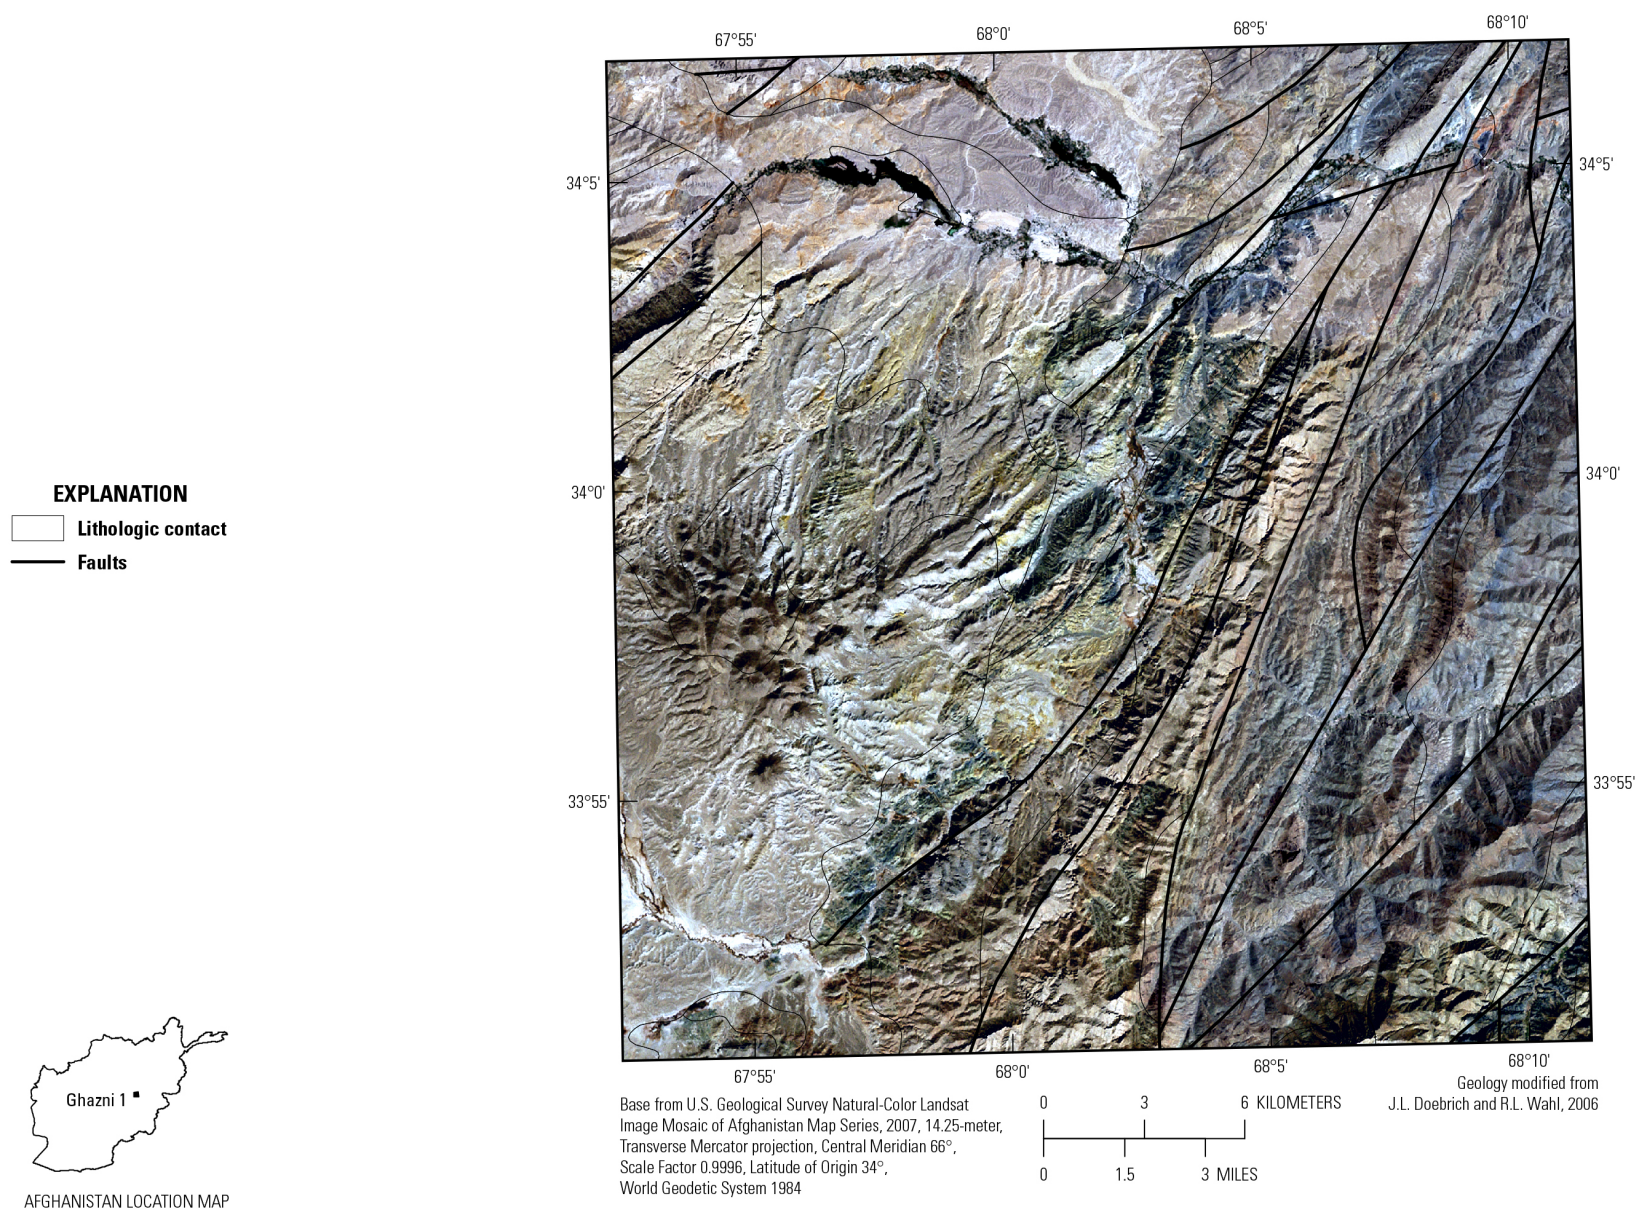 67°55'
68°0'
68°5'
68°10'
34°5'
34°5'
34°0'
34°0'
33°55'
33°55'
EXPLANATION
Lithologic contact
Faults
Ghazni 1
AFGHANISTAN LOCATION MAP
67°55'
68°0'
68°5'
68°10'
Base from U.S. Geological Survey Natural-Color Landsat
Image Mosaic of Afghanistan Map Series, 2007, 14.25-meter,
Transverse Mercator projection, Central Meridian 66°,
Scale Factor 0.9996, Latitude of Origin 34°,
World Geodetic System 1984
0 3 6 KILOMETERS
0 1.5 3 MILES
Geology modified from
J.L. Doebrich and R.L. Wahl, 2006